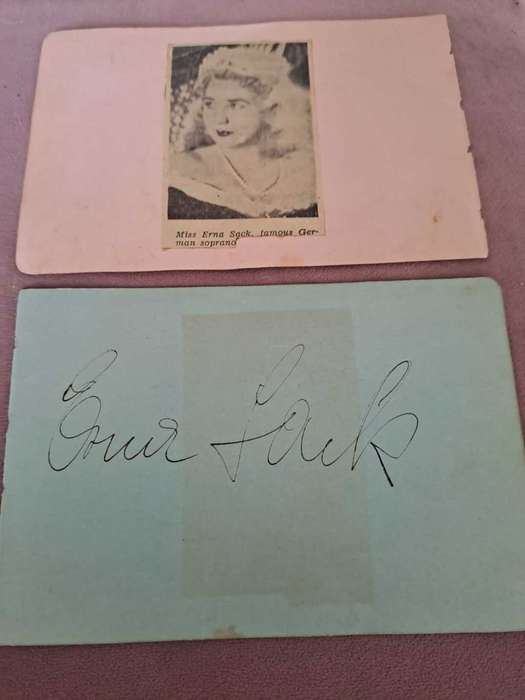 Miss Erna Sack, famous Ger-
man soprano
Erna Sack